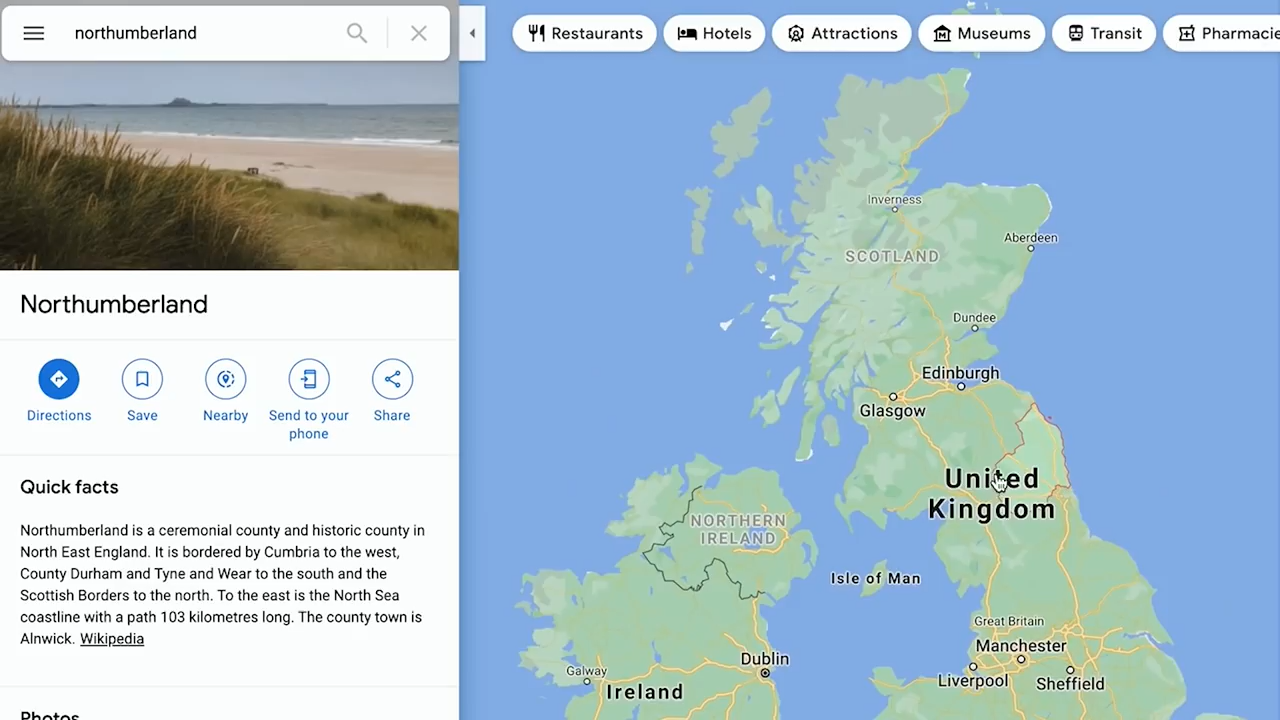 northumberland
Restaurants
Hotels
Attractions
Museums
Transit
Pharmacie
Northumberland
Directions
Save
Nearby
Send to your
phone
Share
Quick facts
Northumberland is a ceremonial county and historic county in
North East England. It is bordered by Cumbria to the west,
County Durham and Tyne and Wear to the south and the
Scottish Borders to the north. To the east is the North Sea
coastline with a path 103 kilometres long. The county town is
Alnwick. Wikipedia
Photos
Inverness
Aberdeen
SCOTLAND
Dundee
Edinburgh
Glasgow
United
Kingdom
NORTHERN
IRELAND
Isle of Man
Great Britain
Manchester
Dublin
Galway
Liverpool
Sheffield
Ireland